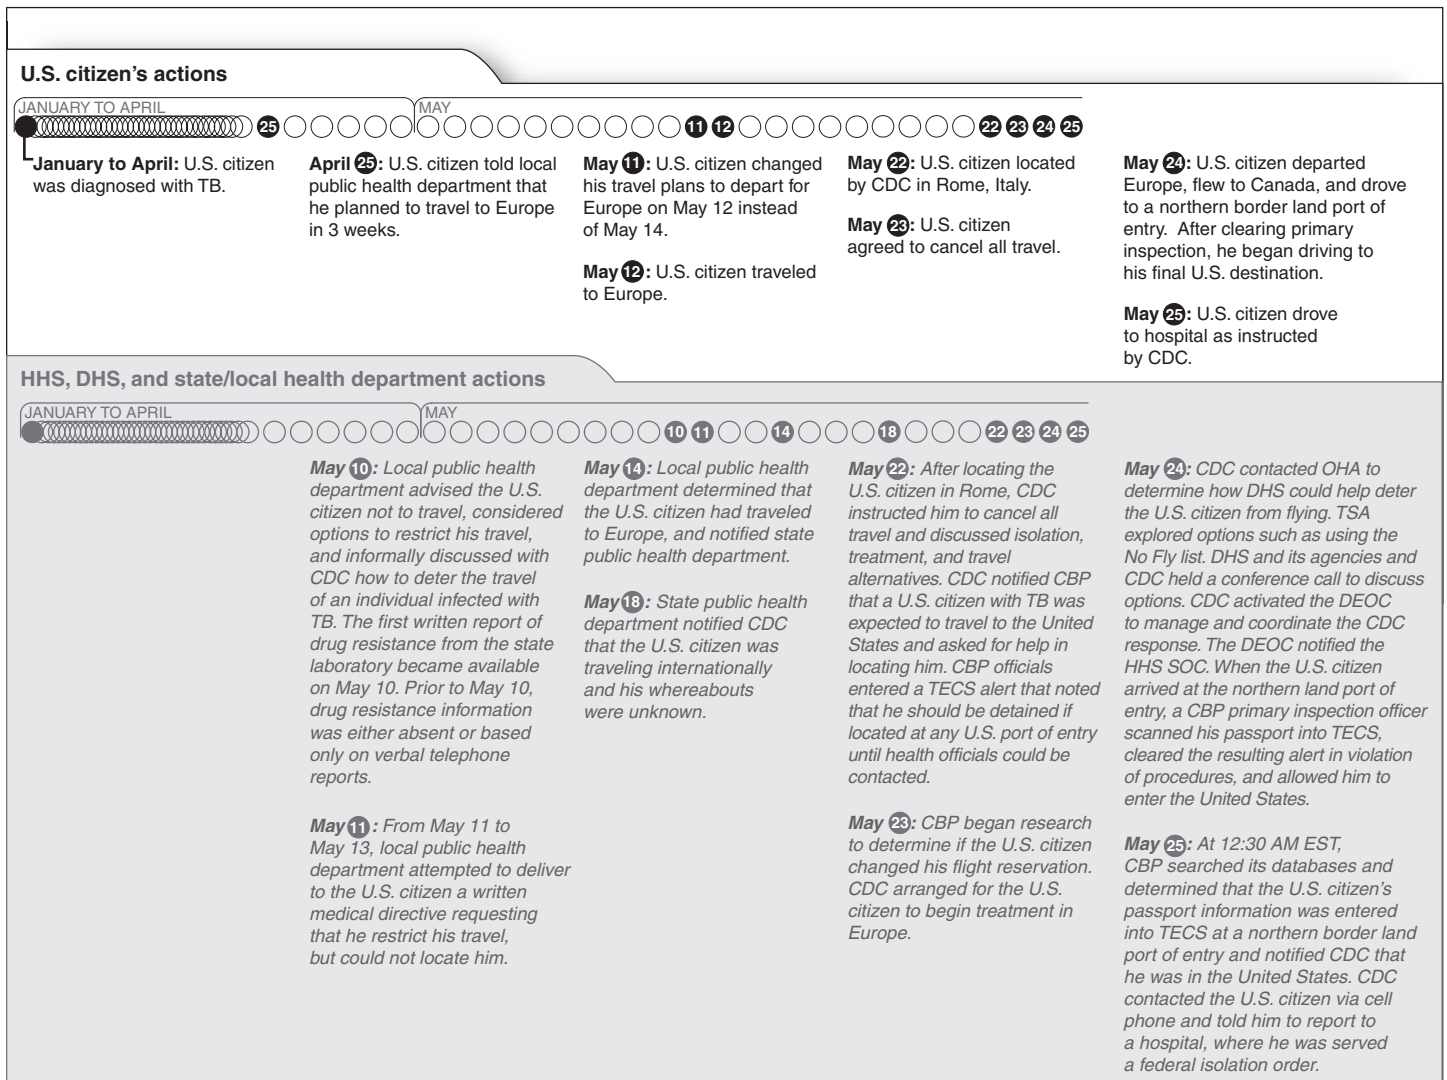 U.S. citizen's actions
JANUARY TO APRIL
MAY
25
11 12
22 23 24 25
January to April: U.S. citizen
was diagnosed with TB.
April 25: U.S. citizen told local
public health department that
he planned to travel to Europe
in 3 weeks.
May 11: U.S. citizen changed
his travel plans to depart for
Europe on May 12 instead
of May 14.
May 12: U.S. citizen traveled
to Europe.
May 22: U.S. citizen located
by CDC in Rome, Italy.
May 23: U.S. citizen
agreed to cancel all travel.
May 24: U.S. citizen departed
Europe, flew to Canada, and drove
to a northern border land port of
entry. After clearing primary
inspection, he began driving to
his final U.S. destination.
May 25: U.S. citizen drove
to hospital as instructed
by CDC.
HHS, DHS, and state/local health department actions
JANUARY TO APRIL
MAY
10 11
14
18
22 23 24 25
May 10: Local public health
department advised the U.S.
citizen not to travel, considered
options to restrict his travel,
and informally discussed with
CDC how to deter the travel
of an individual infected with
TB. The first written report of
drug resistance from the state
laboratory became available
on May 10. Prior to May 10,
drug resistance information
was either absent or based
only on verbal telephone
reports.
May 11: From May 11 to
May 13, local public health
department attempted to deliver
to the U.S. citizen a written
medical directive requesting
that he restrict his travel,
but could not locate him.
May 14: Local public health
department determined that
the U.S. citizen had traveled
to Europe, and notified state
public health department.
May 18: State public health
department notified CDC
that the U.S. citizen was
traveling internationally
and his whereabouts
were unknown.
May 22: After locating the
U.S. citizen in Rome, CDC
instructed him to cancel all
travel and discussed isolation,
treatment, and travel
alternatives. CDC notified CBP
that a U.S. citizen with TB was
expected to travel to the United
States and asked for help in
locating him. CBP officials
entered a TECS alert that noted
that he should be detained if
located at any U.S. port of entry
until health officials could be
contacted.
May 23: CBP began research
to determine if the U.S. citizen
changed his flight reservation.
CDC arranged for the U.S.
citizen to begin treatment in
Europe.
May 24: CDC contacted OHA to
determine how DHS could help deter
the U.S. citizen from flying. TSA
explored options such as using the
No Fly list. DHS and its agencies and
CDC held a conference call to discuss
options. CDC activated the DEOC
to manage and coordinate the CDC
response. The DEOC notified the
HHS SOC. When the U.S. citizen
arrived at the northern land port of
entry, a CBP primary inspection officer
scanned his passport into TECS,
cleared the resulting alert in violation
of procedures, and allowed him to
enter the United States.
May 25: At 12:30 AM EST,
CBP searched its databases and
determined that the U.S. citizen's
passport information was entered
into TECS at a northern border land
port of entry and notified CDC that
he was in the United States. CDC
contacted the U.S. citizen via cell
phone and told him to report to
a hospital, where he was served
a federal isolation order.